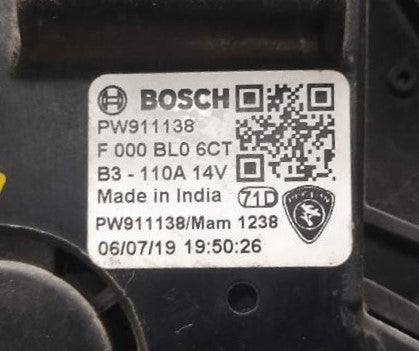 BOSCH
PW911138
F 000 BL0 6CT
B3 - 110A 14V
Made in India 71D
PW911138/Mam 1238
06/07/19 19:50:26